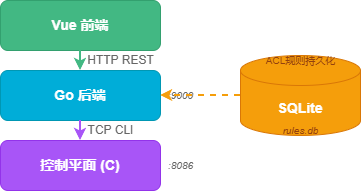 Vue 前端
HTTP REST
Go 后端
:9000
TCP CLI
控制平面 (C)
:8086
ACL规则持久化
SQLite
rules.db